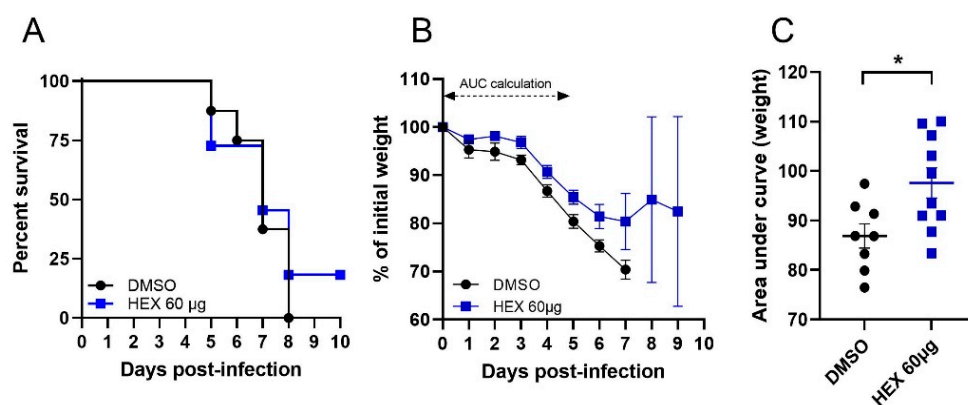 A
Percent survival
100
75
50
25
0
DMSO
HEX 60 µg
0 1 2 3 4 5 6 7 8 9 10
Days post-infection
B
% of initial weight
110
100
90
80
70
60
AUC calculation
DMSO
HEX 60µg
0 1 2 3 4 5 6 7 8 9 10
Days post-infection
C
Area under curve (weight)
120
110
100
90
80
70
*
DMSO
HEX 60µg